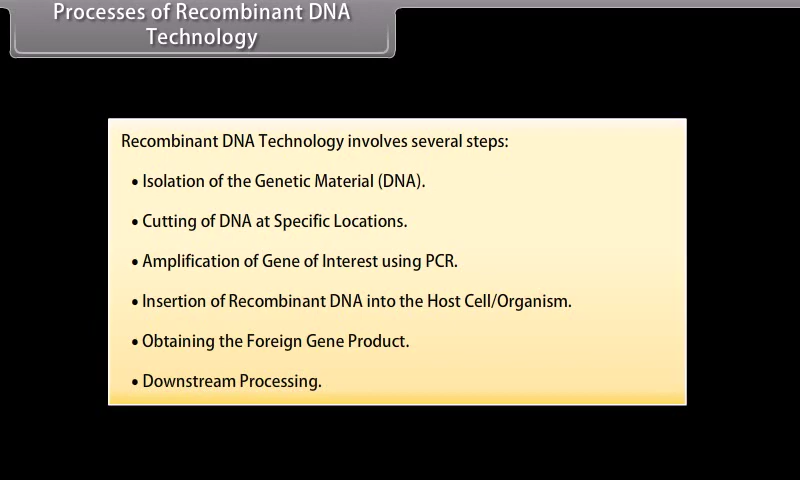 Processes of Recombinant DNA
Technology
Recombinant DNA Technology involves several steps:
• Isolation of the Genetic Material (DNA).
• Cutting of DNA at Specific Locations.
• Amplification of Gene of Interest using PCR.
• Insertion of Recombinant DNA into the Host Cell/Organism.
• Obtaining the Foreign Gene Product.
• Downstream Processing.